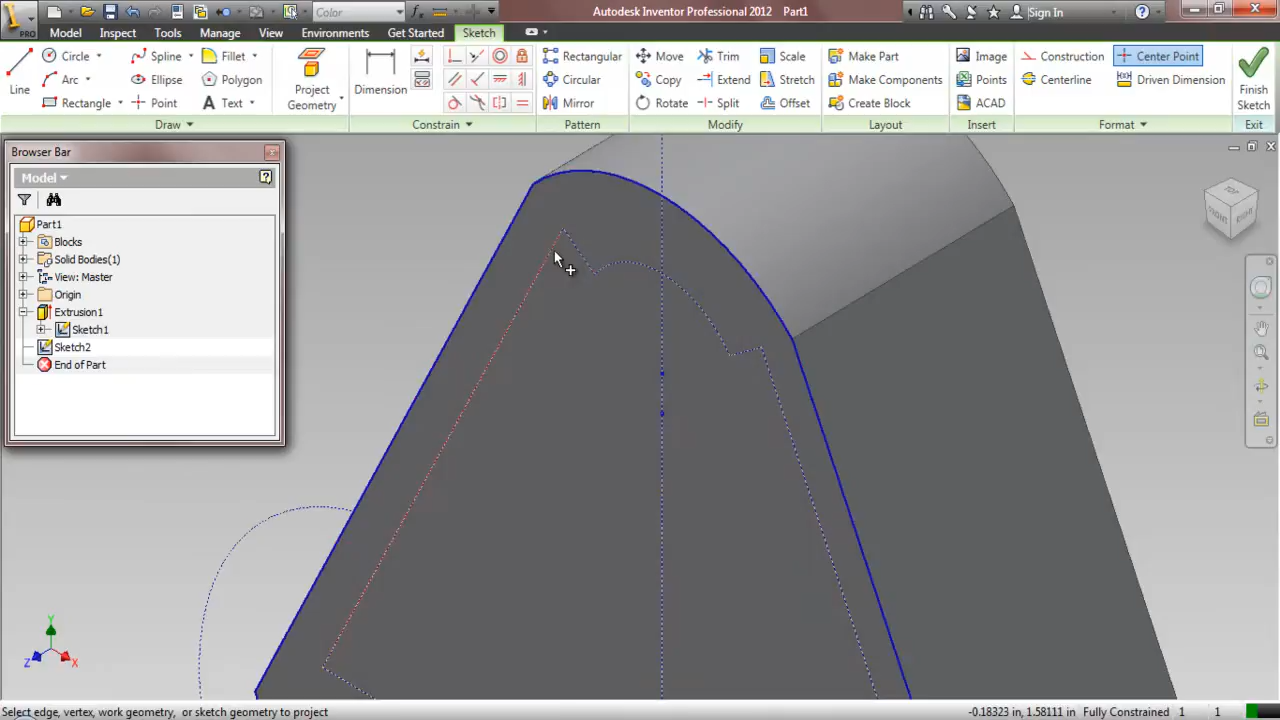 PRO
Color
Autodesk Inventor Professional 2012 Part1
Sign In
Model Inspect Tools Manage View Environments Get Started Sketch
Line
Circle
Arc
Rectangle
Spline
Ellipse
Point
Fillet
Polygon
Text
Project
Geometry
Dimension
Rectangular
Circular
Mirror
Move
Copy
Rotate
Trim
Extend
Split
Scale
Stretch
Offset
Make Part
Make Components
Create Block
Image
Points
ACAD
Construction
Centerline
Center Point
Driven Dimension
Finish
Sketch
Draw Constrain Pattern Modify Layout Insert Format Exit
Browser Bar
Model
Part1
Blocks
Solid Bodies(1)
View: Master
Origin
Extrusion1
Sketch1
Sketch2
End of Part
FRONT RIGHT
Y
Z
X
Select edge, vertex, work geometry, or sketch geometry to project
-0.18323 in, 1.58111 in Fully Constrained 1 1